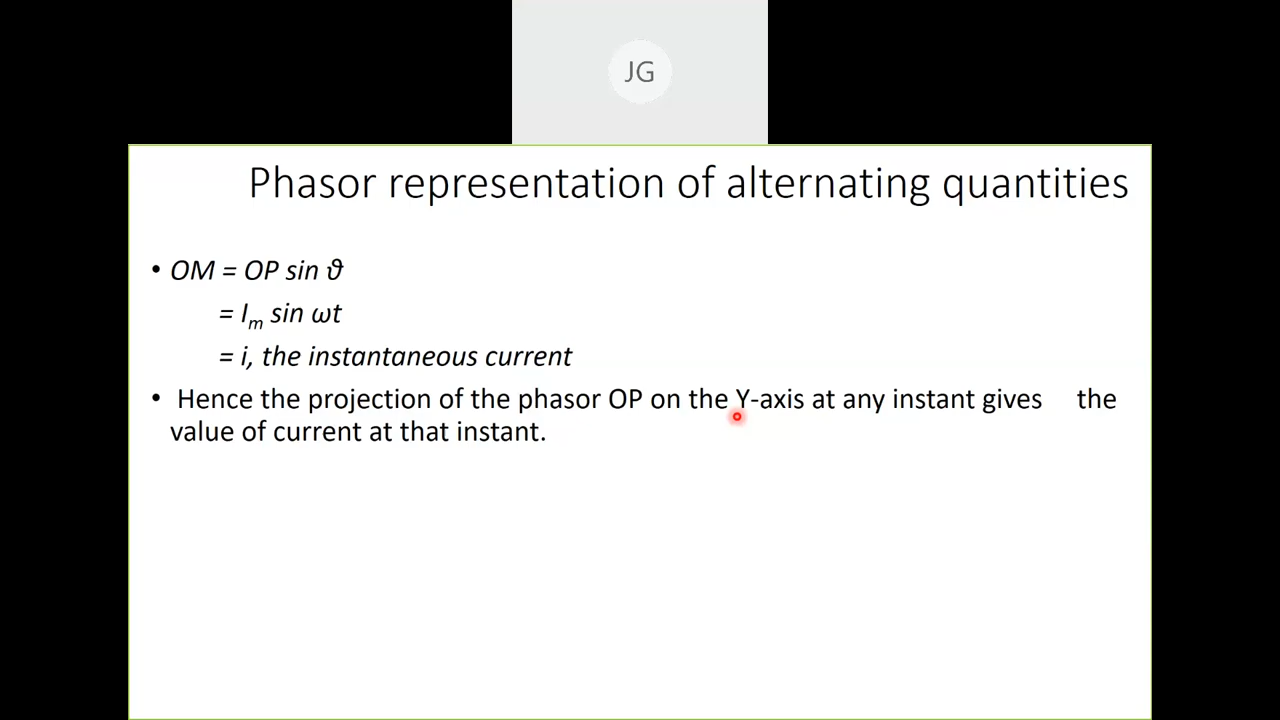 JG
Phasor representation of alternating quantities
• OM = OP sin ϑ
= Iₘ sin ωt
= i, the instantaneous current
• Hence the projection of the phasor OP on the Y-axis at any instant gives the
value of current at that instant.